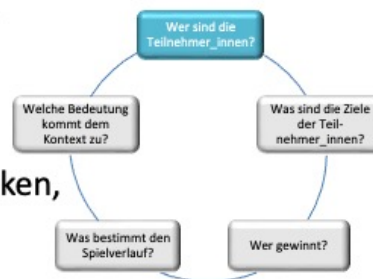 Wer sind die
Teilnehmer_innen?
Welche Bedeutung
kommt dem
Kontext zu?
Was sind die Ziele
der Teil-
nehmer_innen?
ken,
Was bestimmt den
Spielverlauf?
Wer gewinnt?